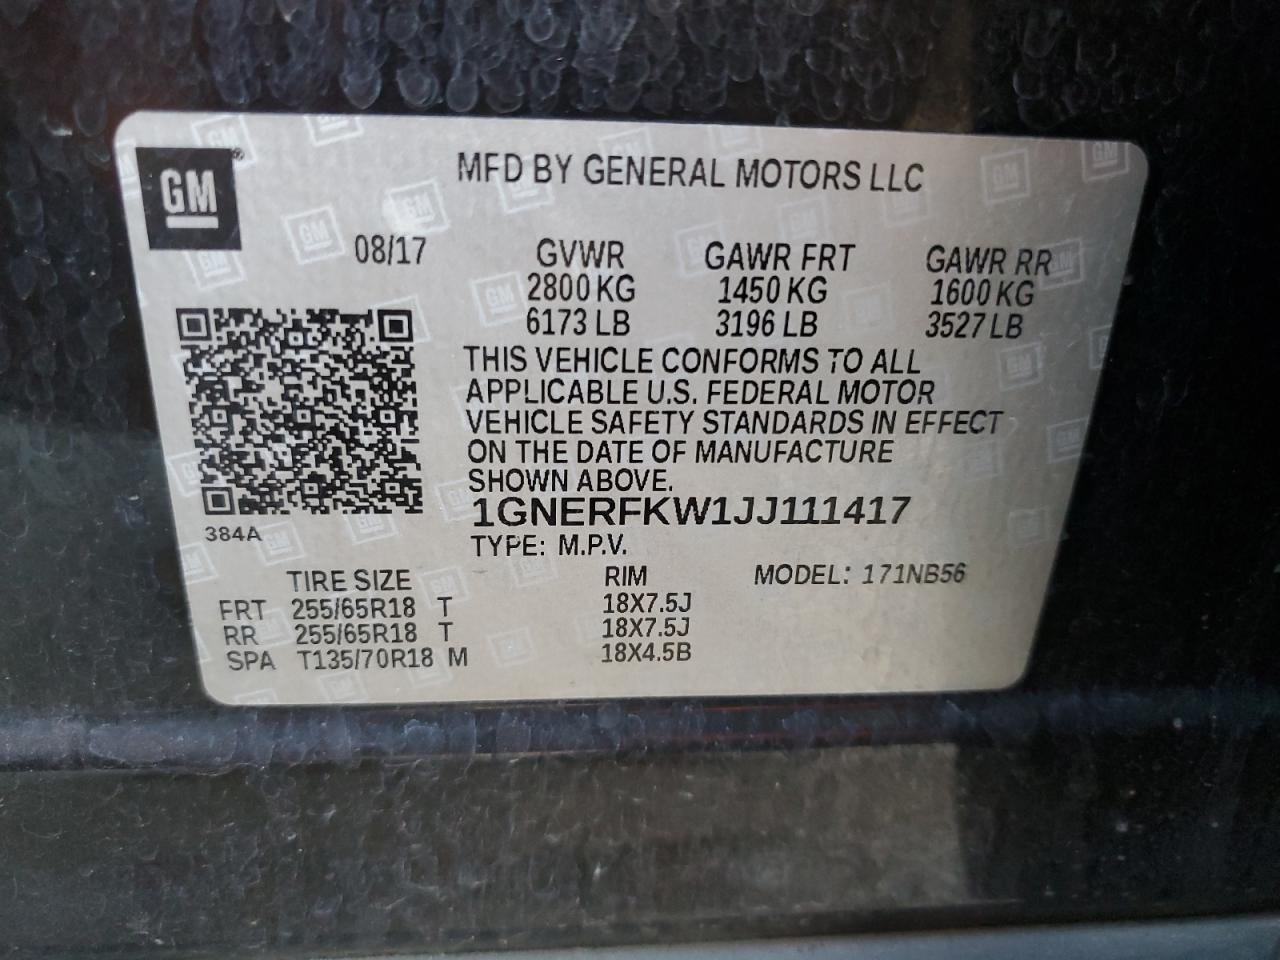 GM®
MFD BY GENERAL MOTORS LLC
08/17
GVWR GAWR FRT GAWR RR
2800 KG 1450 KG 1600 KG
6173 LB 3196 LB 3527 LB
THIS VEHICLE CONFORMS TO ALL
APPLICABLE U.S. FEDERAL MOTOR
VEHICLE SAFETY STANDARDS IN EFFECT
ON THE DATE OF MANUFACTURE
SHOWN ABOVE.
1GNERFKW1JJ111417
384A
TYPE: M.P.V.
TIRE SIZE RIM MODEL: 171NB56
FRT 255/65R18 T 18X7.5J
RR 255/65R18 T 18X7.5J
SPA T135/70R18 M 18X4.5B